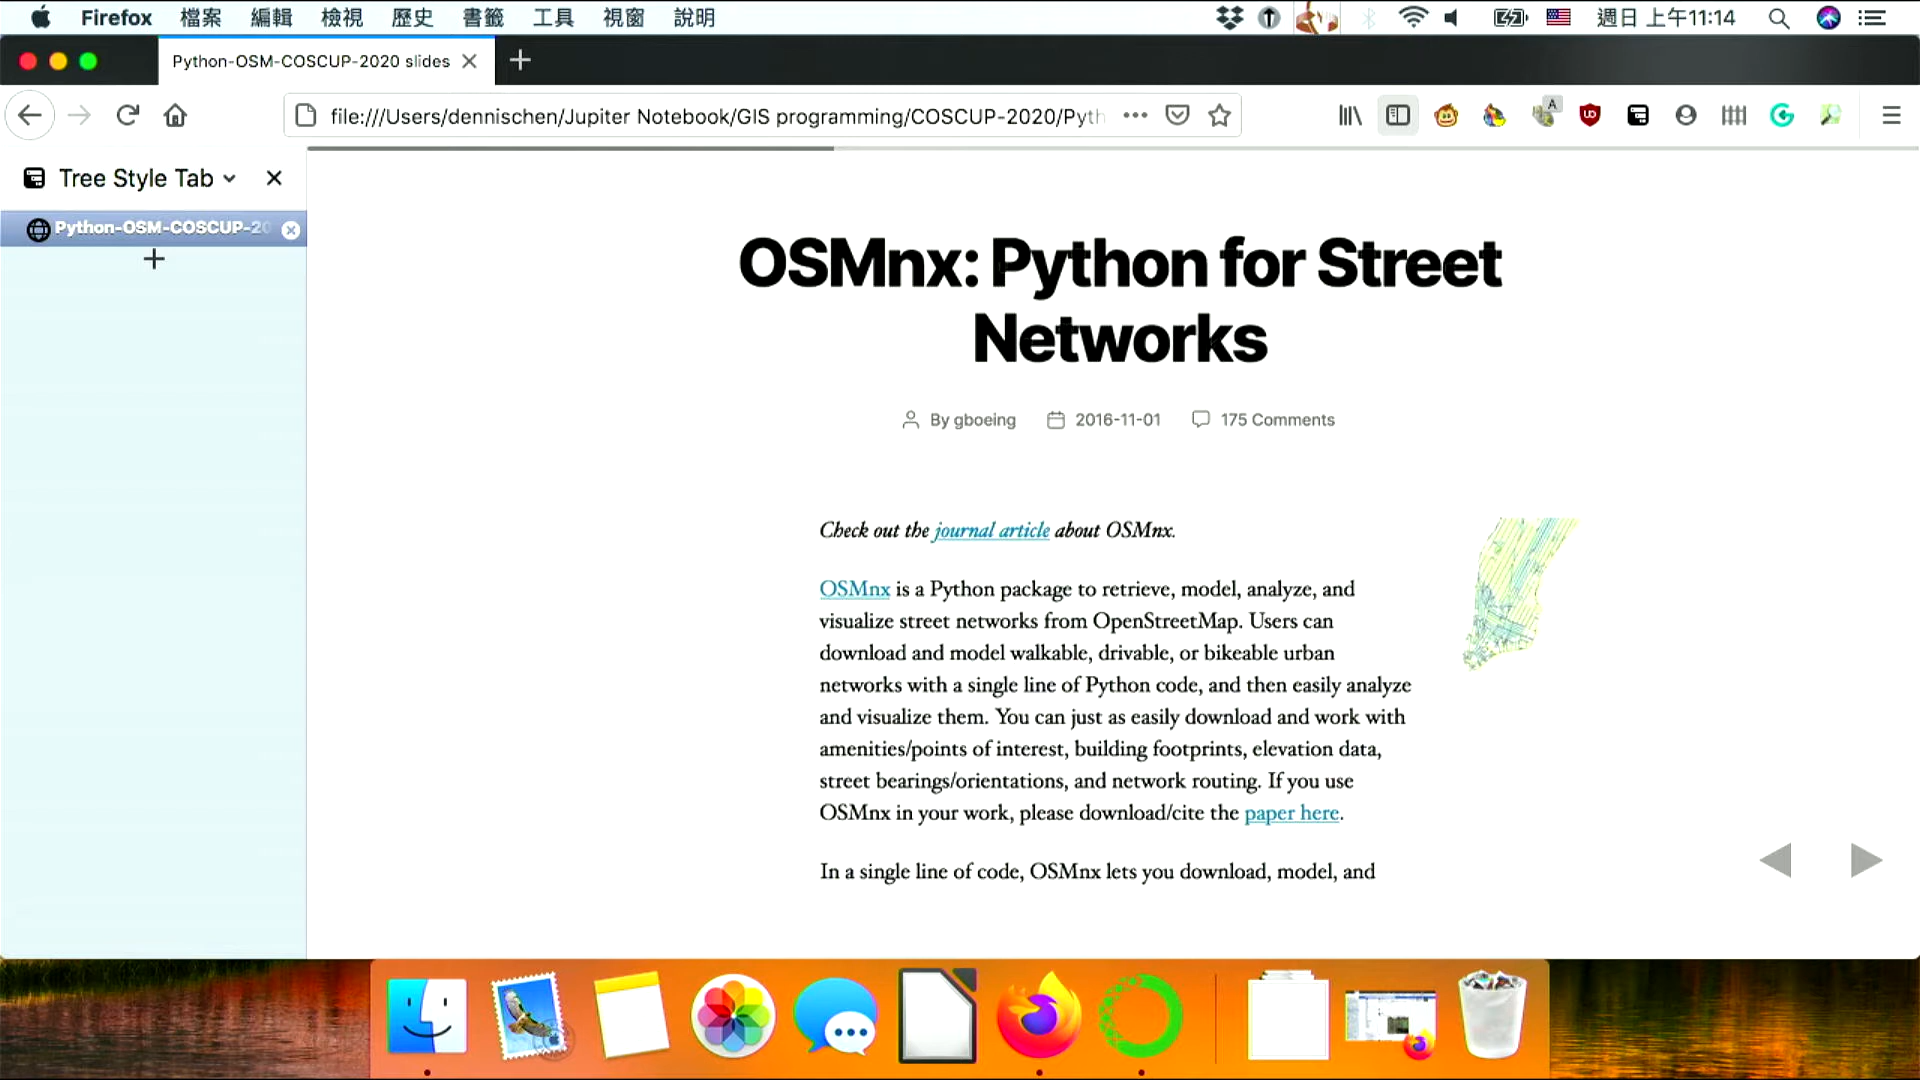 Firefox 檔案 編輯 檢視 歷史 書籤 工具 視窗 說明 週日 上午11:14
Python-OSM-COSCUP-2020 slides
file:///Users/dennischen/Jupiter Notebook/GIS programming/COSCUP-2020/Pyth
Tree Style Tab
Python-OSM-COSCUP-20
OSMnx: Python for Street
Networks
By gboeing 2016-11-01 175 Comments
Check out the journal article about OSMnx.
OSMnx is a Python package to retrieve, model, analyze, and
visualize street networks from OpenStreetMap. Users can
download and model walkable, drivable, or bikeable urban
networks with a single line of Python code, and then easily analyze
and visualize them. You can just as easily download and work with
amenities/points of interest, building footprints, elevation data,
street bearings/orientations, and network routing. If you use
OSMnx in your work, please download/cite the paper here.
In a single line of code, OSMnx lets you download, model, and